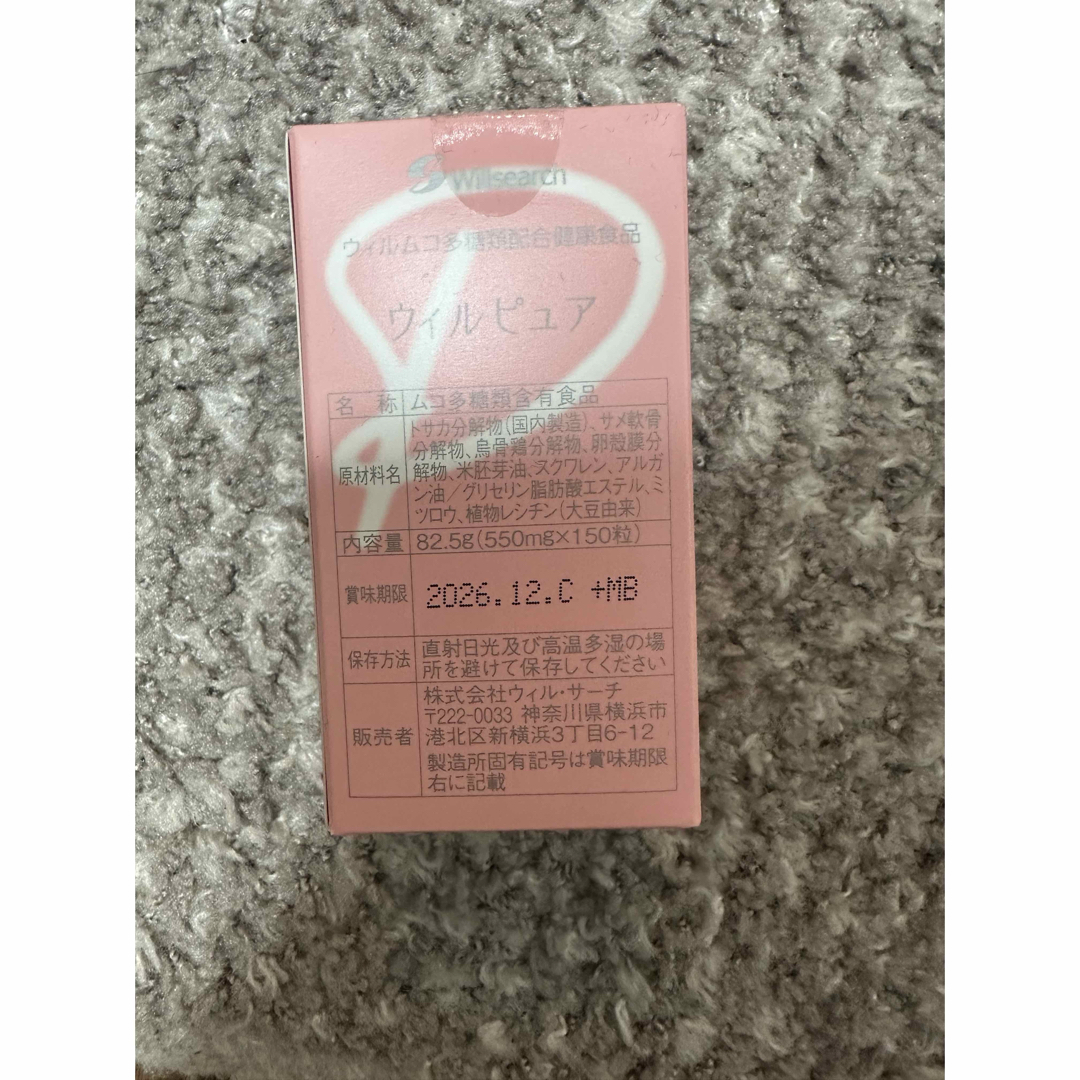 Willsearch
ウィルムコ多糖類配合健康食品
ウィルピュア
名　称 ムコ多糖類含有食品
原材料名 トサカ分解物(国内製造)、サメ軟骨
分解物、烏骨鶏分解物、卵殻膜分
解物、米胚芽油、スクワレン、アルガ
ン油／グリセリン脂肪酸エステル、ミ
ツロウ、植物レシチン(大豆由来)
内容量 82.5g(550mg×150粒)
賞味期限 2026.12.C +MB
保存方法 直射日光及び高温多湿の場
所を避けて保存してください
販売者 株式会社ウィル・サーチ
〒222-0033 神奈川県横浜市
港北区新横浜3丁目6-12
製造所固有記号は賞味期限
右に記載